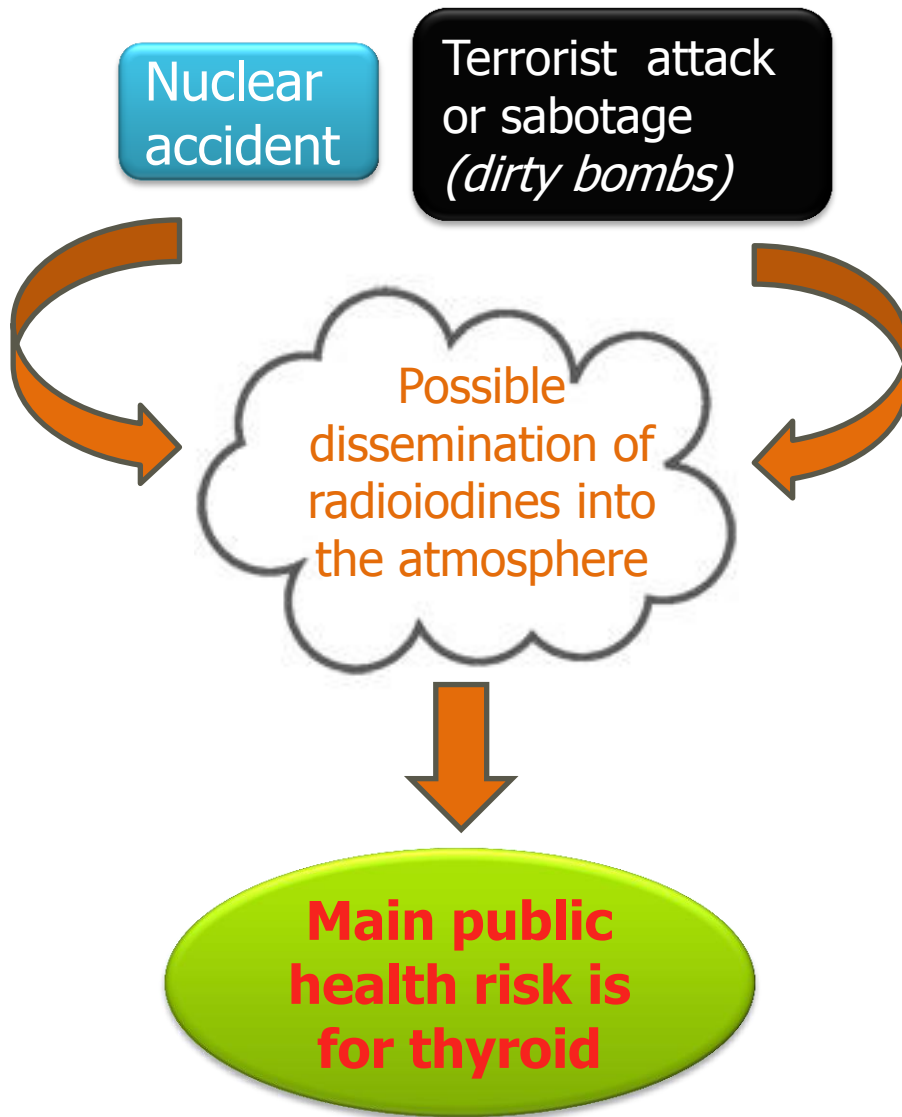 Nuclear
accident
Terrorist attack
or sabotage
(dirty bombs)
Possible
dissemination of
radioiodines into
the atmosphere
Main public
health risk is
for thyroid